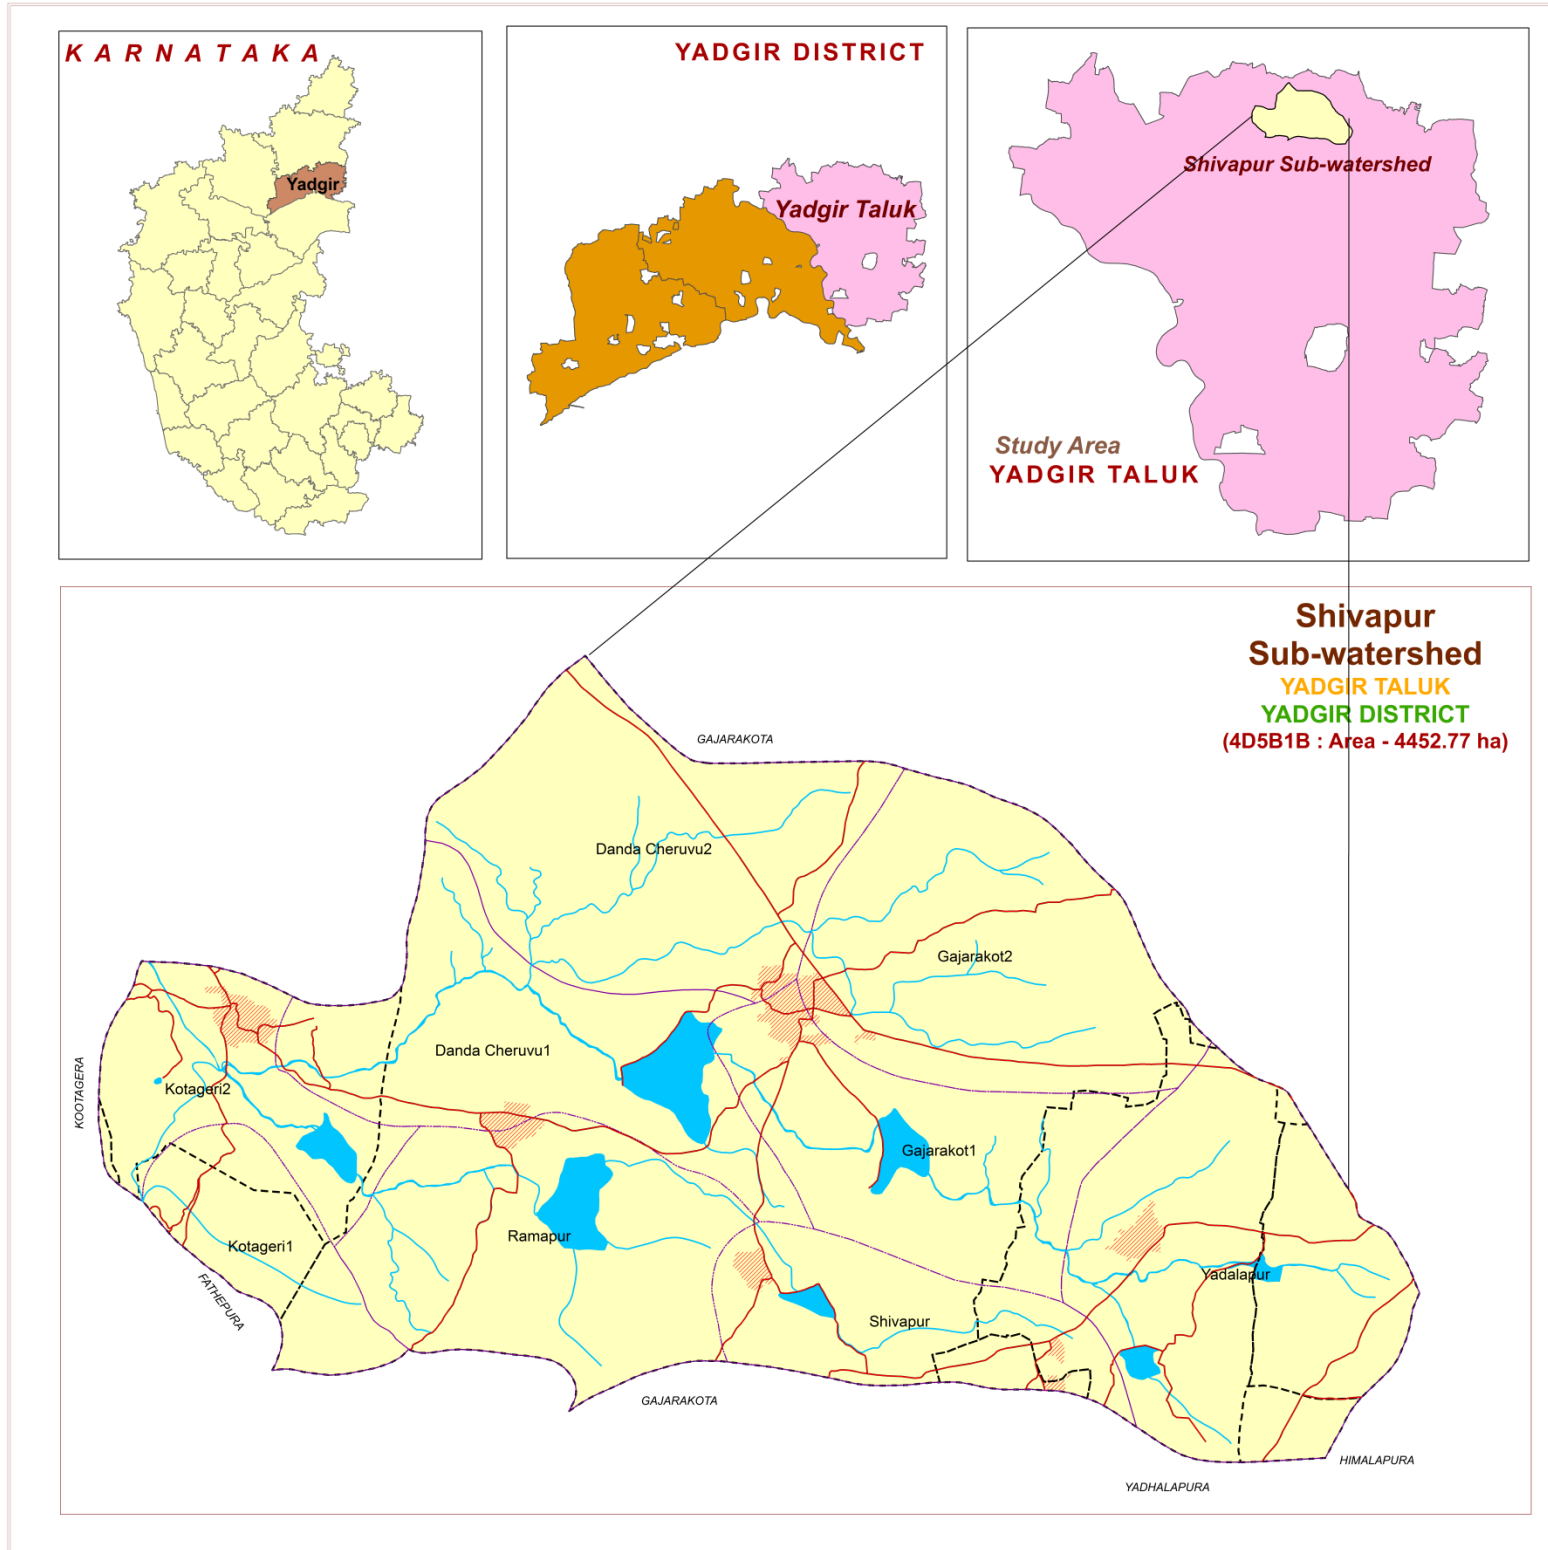 K A R N A T A K A
Yadgir
YADGIR DISTRICT
Yadgir Taluk
Shivapur Sub-watershed
Study Area
YADGIR TALUK
Shivapur
Sub-watershed
YADGIR TALUK
YADGIR DISTRICT
(4D5B1B : Area - 4452.77 ha)
GAJARAKOTA
Danda Cheruvu2
Gajarakot2
Danda Cheruvu1
KOOTAGERA
Kotageri2
Gajarakot1
Ramapur
Kotageri1
FATHEPURA
Yadalapur
Shivapur
GAJARAKOTA
HIMALAPURA
YADHALAPURA